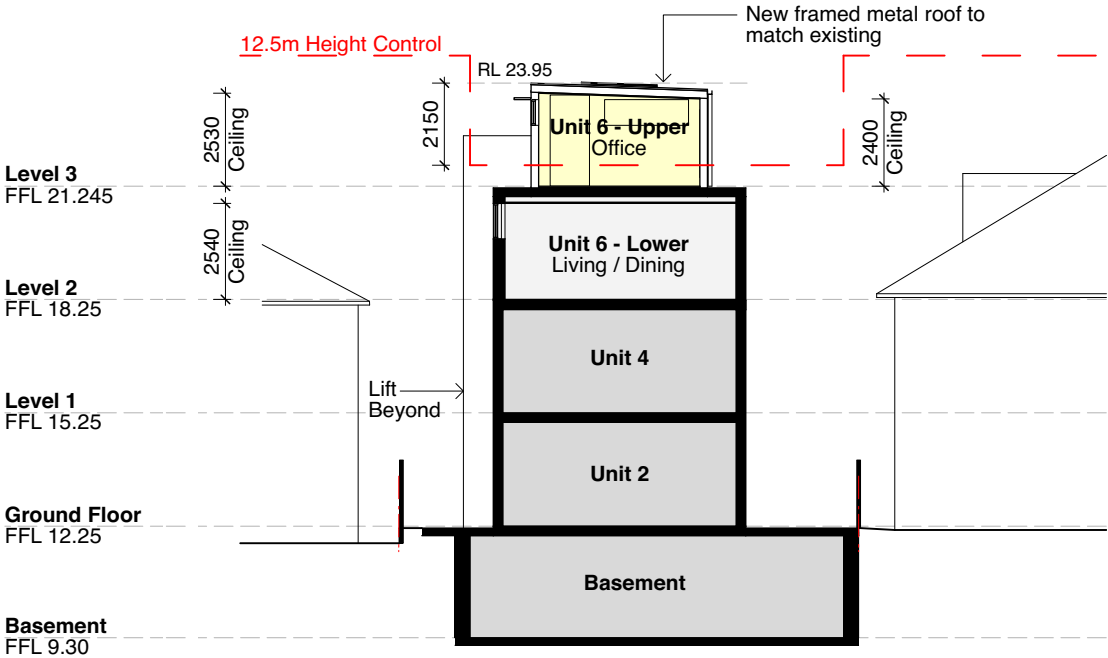 New framed metal roof to
match existing
12.5m Height Control
RL 23.95
2530
Ceiling
2150
Unit 6 - Upper
Office
2400
Ceiling
Level 3
FFL 21.245
2540
Ceiling
Unit 6 - Lower
Living / Dining
Level 2
FFL 18.25
Unit 4
Lift
Beyond
Level 1
FFL 15.25
Unit 2
Ground Floor
FFL 12.25
Basement
Basement
FFL 9.30